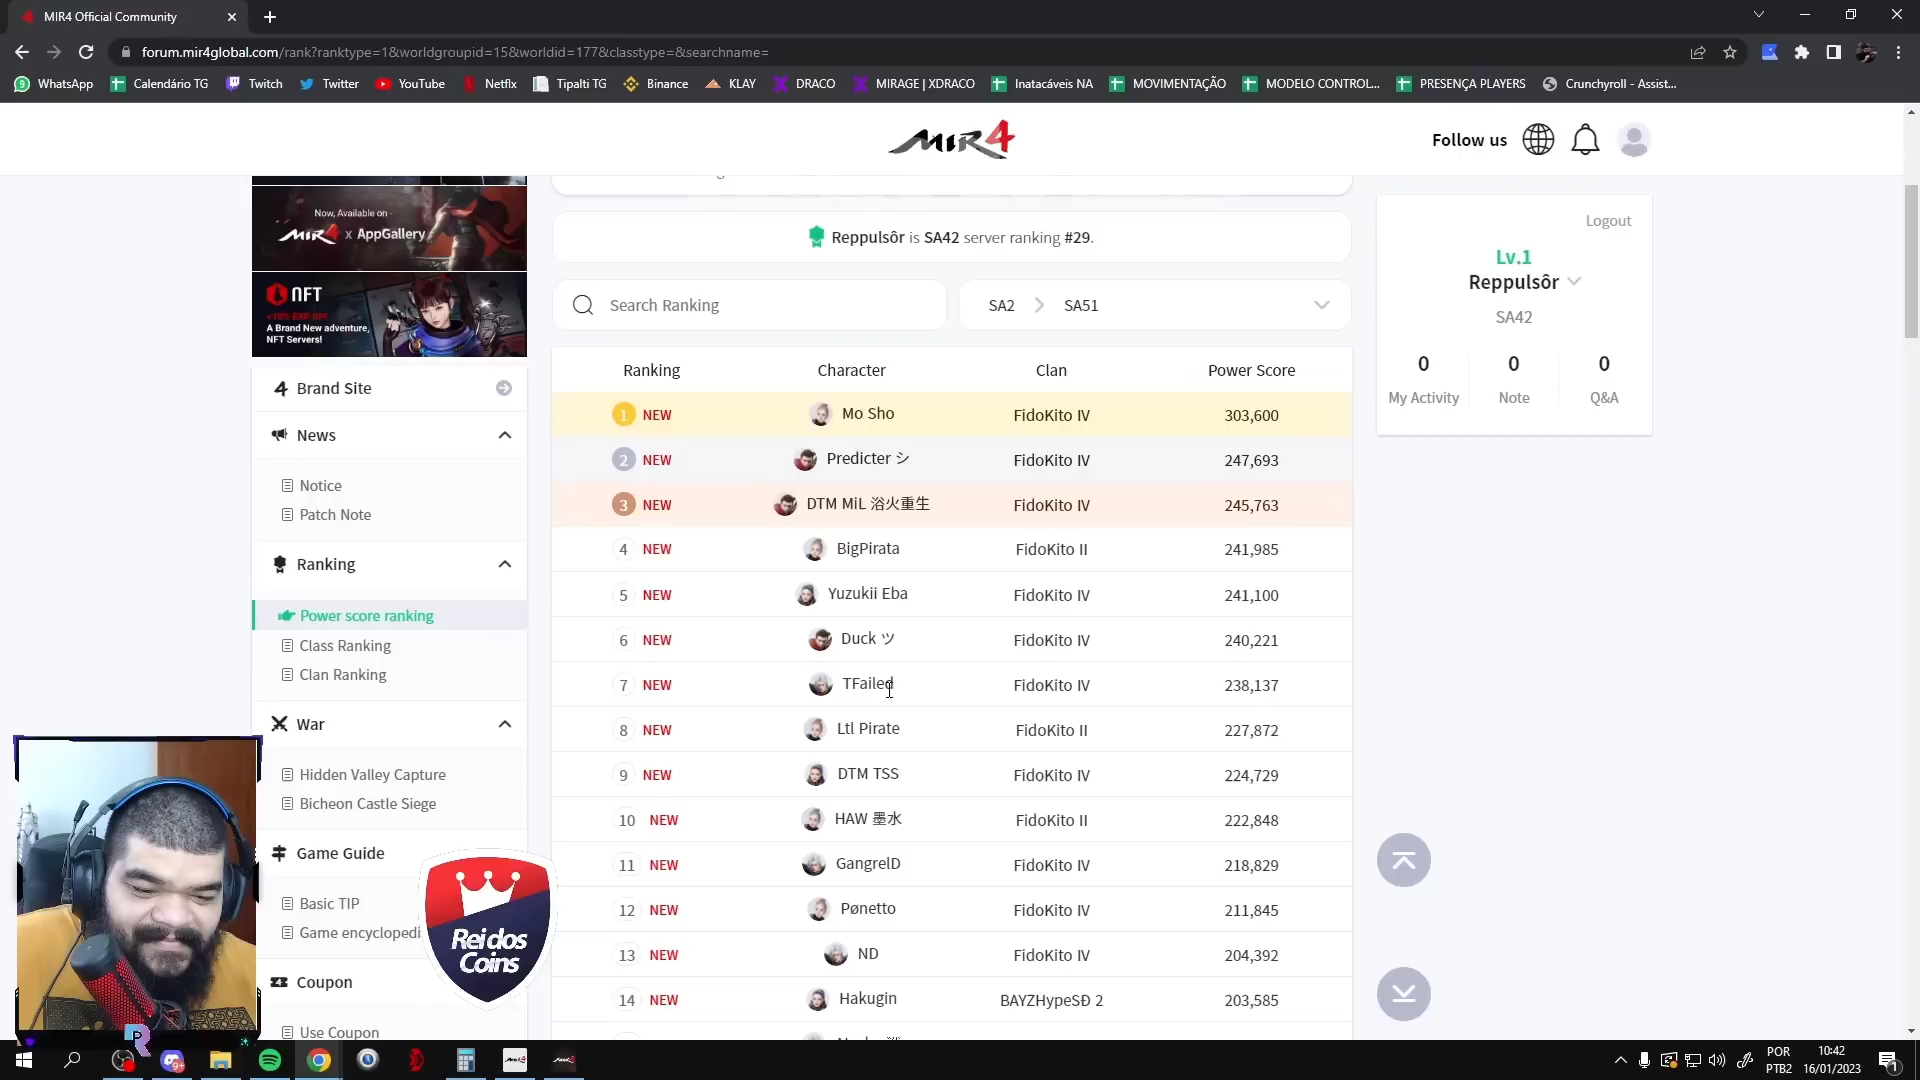 MIR4 Official Community
forum.mir4global.com/rank?ranktype=1&worldgroupid=15&worldid=177&classtype=&searchname=
WhatsApp Calendário TG Twitch Twitter YouTube Netflx Tipalti TG Binance KLAY DRACO MIRAGE | XDRACO Inatacáveis NA MOVIMENTAÇÃO MODELO CONTROL... PRESENÇA PLAYERS Crunchyroll - Assist...
MIR4
Follow us
Now, Available on
MIR4 x AppGallery
NFT
+10% EXP UP!
A Brand New adventure,
NFT Servers!
Brand Site
News
Notice
Patch Note
Ranking
Power score ranking
Class Ranking
Clan Ranking
War
Hidden Valley Capture
Bicheon Castle Siege
Game Guide
Basic TIP
Game encyclopedi
Coupon
Use Coupon
Rei dos
Coins
Reppulsôr is SA42 server ranking #29.
Search Ranking
SA2 SA51
Ranking Character Clan Power Score
1 NEW Mo Sho FidoKito IV 303,600
2 NEW Predicter シ FidoKito IV 247,693
3 NEW DTM MiL 浴火重生 FidoKito IV 245,763
4 NEW BigPirata FidoKito II 241,985
5 NEW Yuzukii Eba FidoKito IV 241,100
6 NEW Duck ツ FidoKito IV 240,221
7 NEW TFailed FidoKito IV 238,137
8 NEW Ltl Pirate FidoKito II 227,872
9 NEW DTM TSS FidoKito IV 224,729
10 NEW HAW 墨水 FidoKito II 222,848
11 NEW GangrelD FidoKito IV 218,829
12 NEW Pønetto FidoKito IV 211,845
13 NEW ND FidoKito IV 204,392
14 NEW Hakugin BAYZHypeSĐ 2 203,585
Logout
Lv.1
Reppulsôr
SA42
0 0 0
My Activity Note Q&A
9+
POR
PTB2
10:42
16/01/2023
1